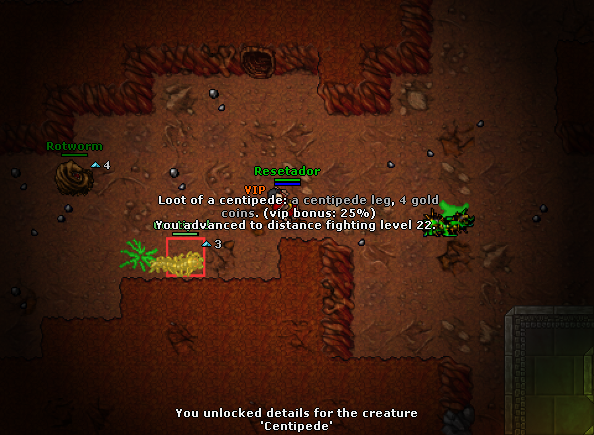 Rotworm
4
Resetador
VIP
Loot of a centipede: a centipede leg, 4 gold
coins. (vip bonus: 25%)
You advanced to distance fighting level 22.
3
You unlocked details for the creature
'Centipede'